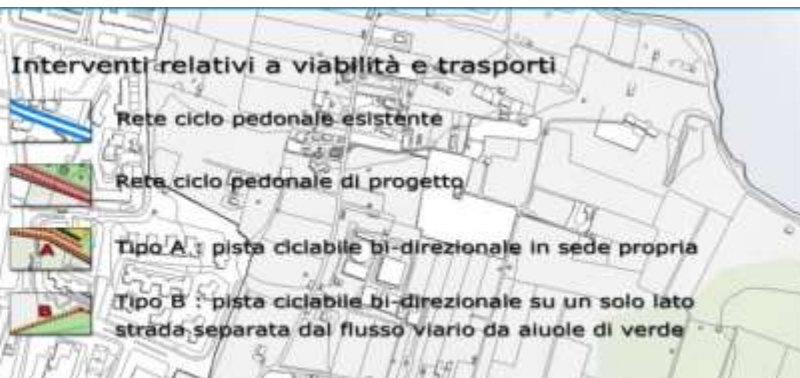 Interventi relativi a viabilità e trasporti
Rete ciclo pedonale esistente
Rete ciclo pedonale di progetto
A
Tipo A : pista ciclabile bi-direzionale in sede propria
B
Tipo B : pista ciclabile bi-direzionale su un solo lato
strada separata dal flusso viario da aiuole di verde